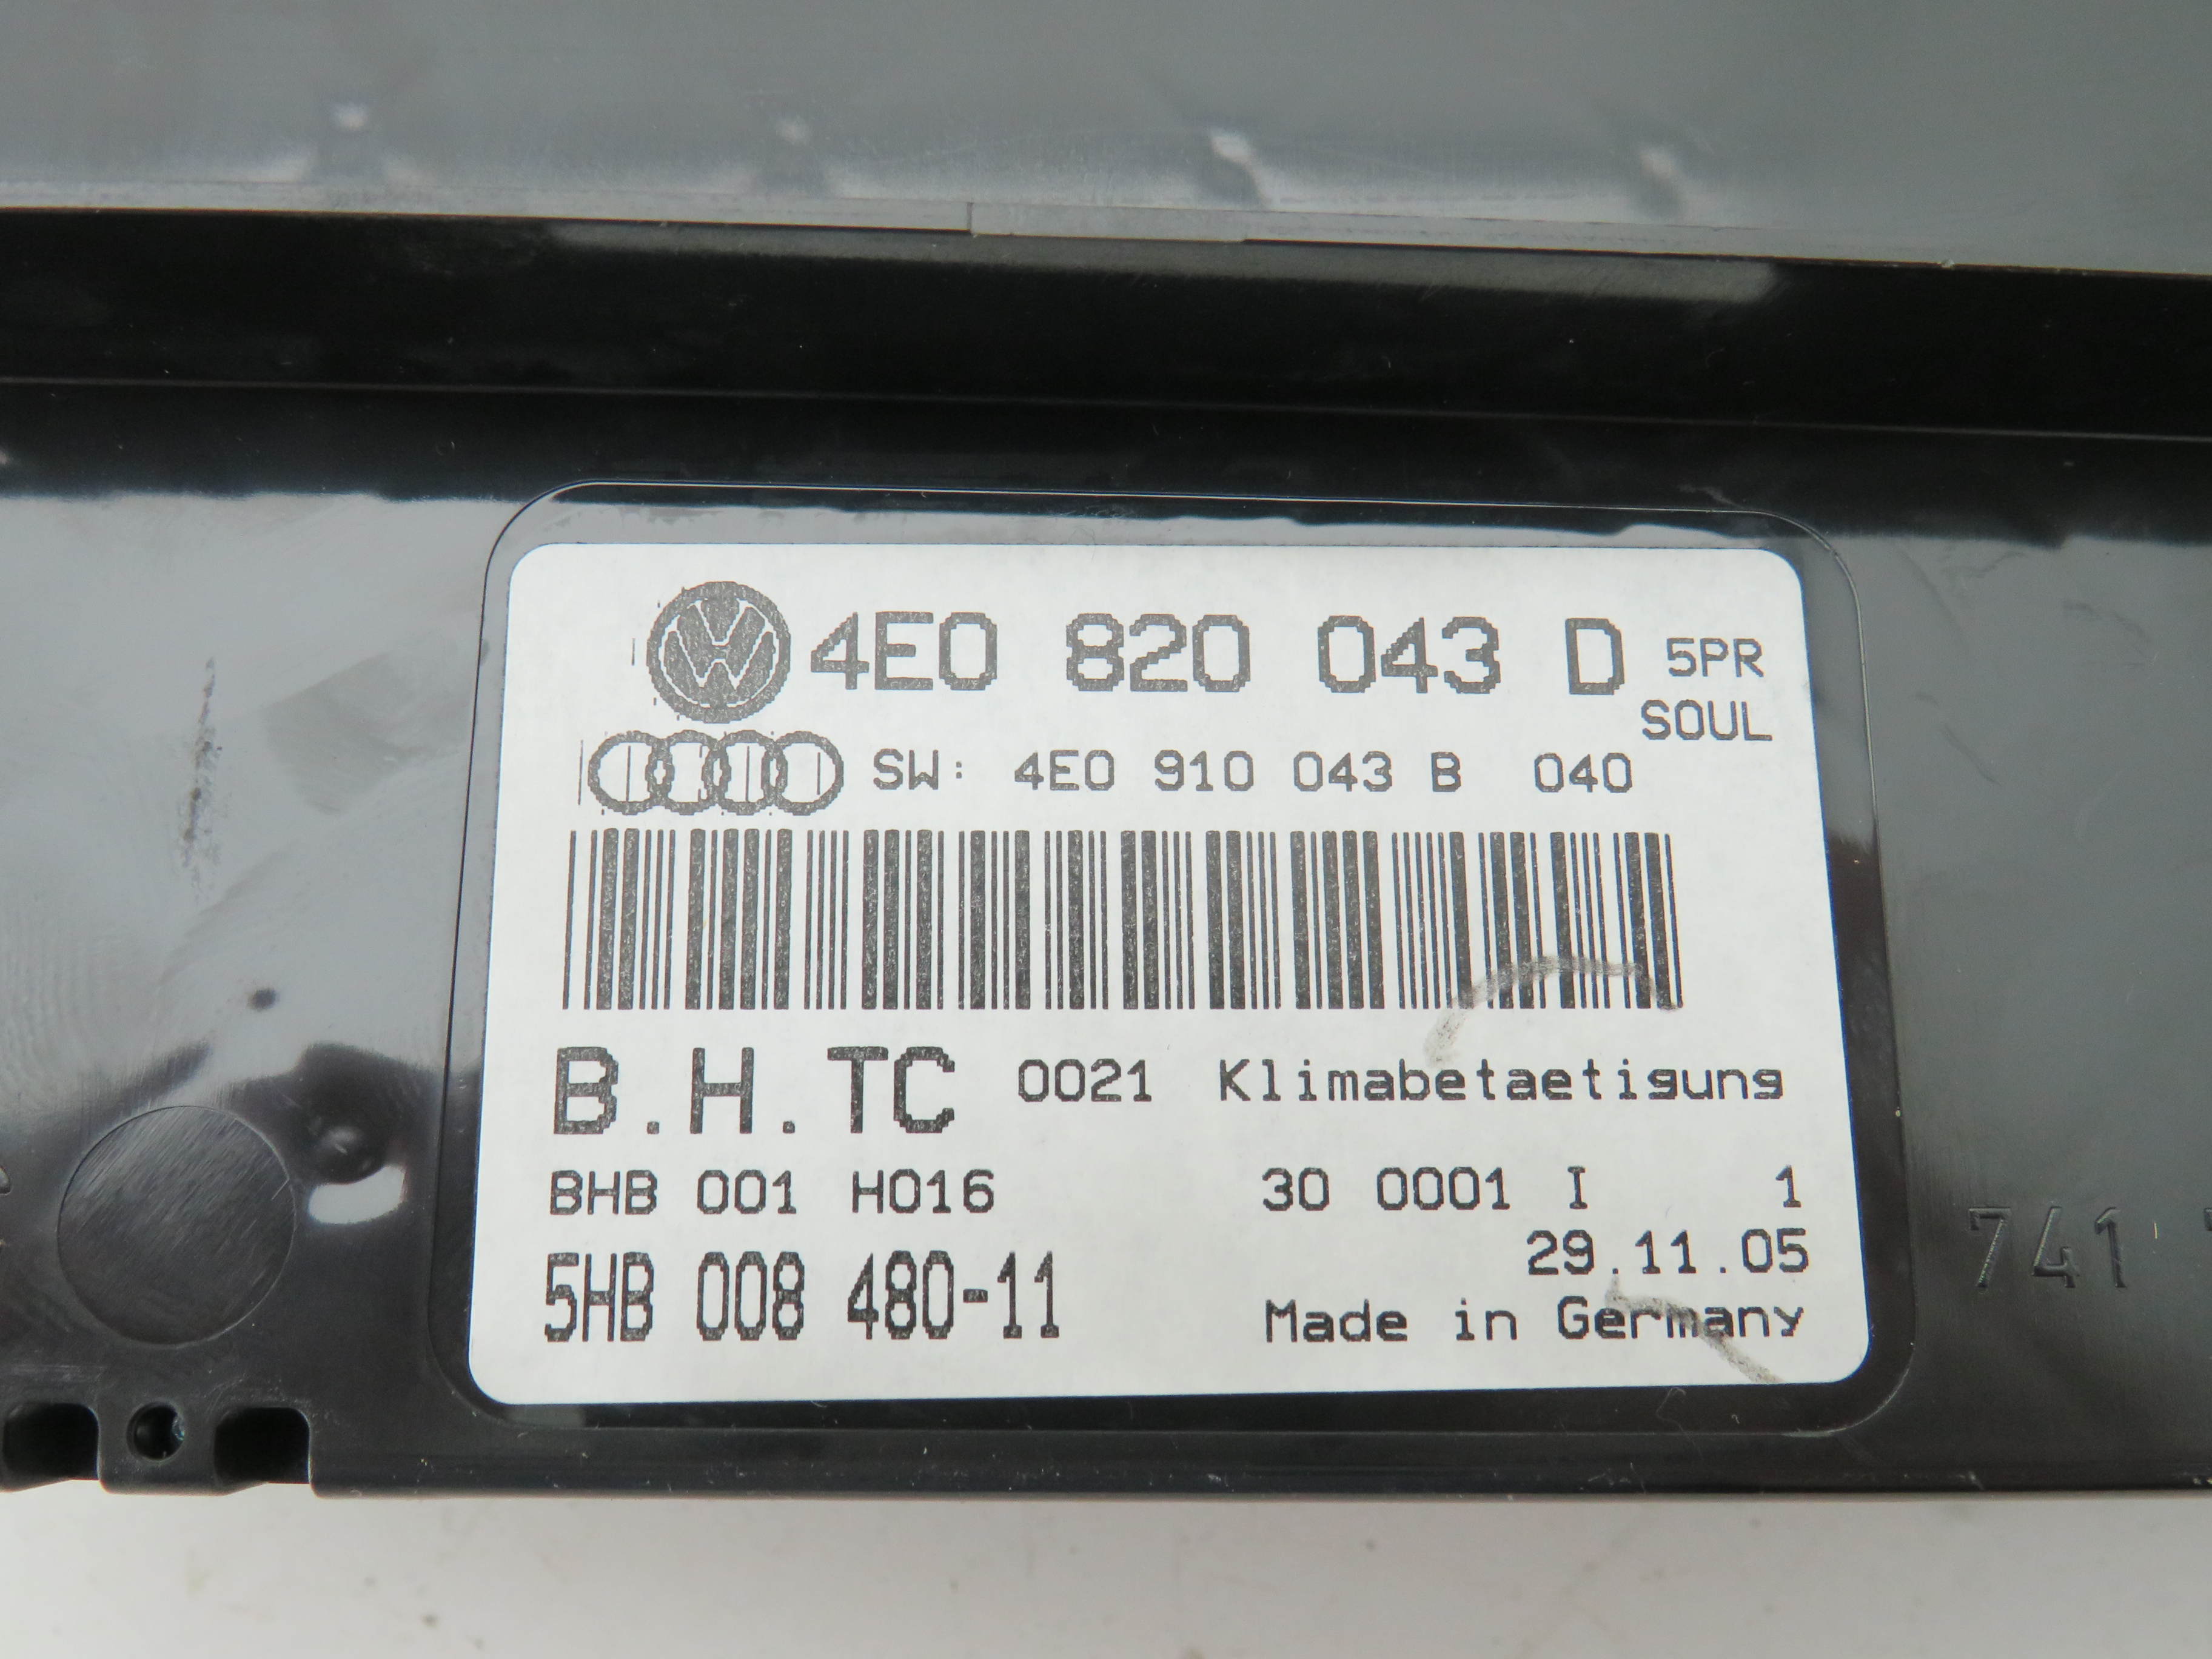 4E0 820 043 D 5PR
SOUL
SW: 4E0 910 043 B 040
B.H.TC 0021 Klimabetaetigung
BHB 001 H016 30 0001 I 1
29.11.05
5HB 008 480-11
Made in Germany
741